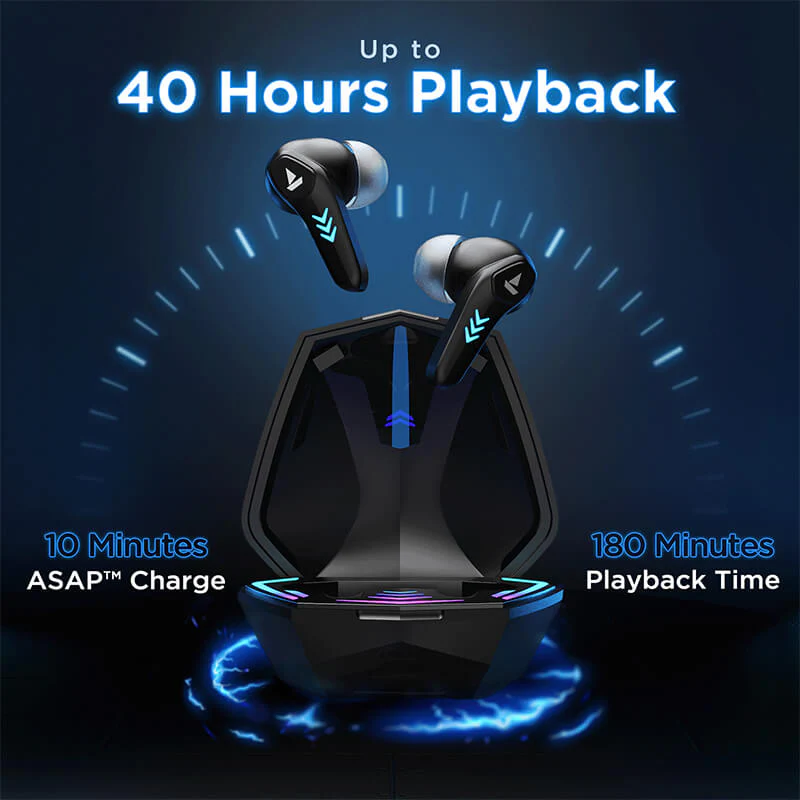 Up to
40 Hours Playback
10 Minutes
ASAP™ Charge
180 Minutes
Playback Time